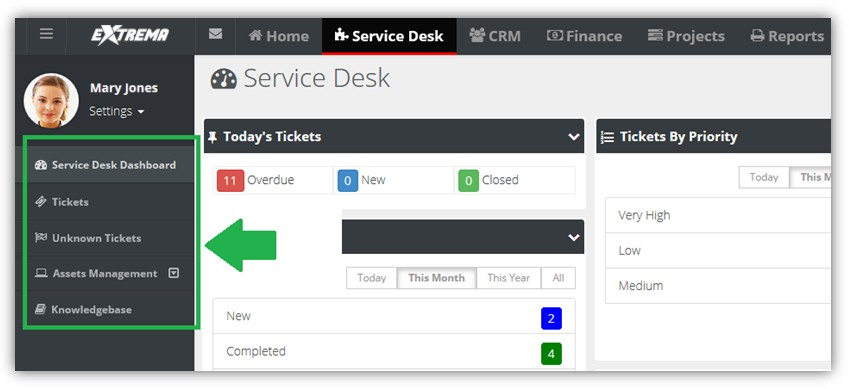 EXTREMA
Home
Service Desk
CRM
Finance
Projects
Reports
Mary Jones
Settings
Service Desk Dashboard
Tickets
Unknown Tickets
Assets Management
Knowledgebase
Service Desk
Today's Tickets
11 Overdue
0 New
0 Closed
Today This Month This Year All
New 2
Completed 4
Tickets By Priority
Today This M
Very High
Low
Medium